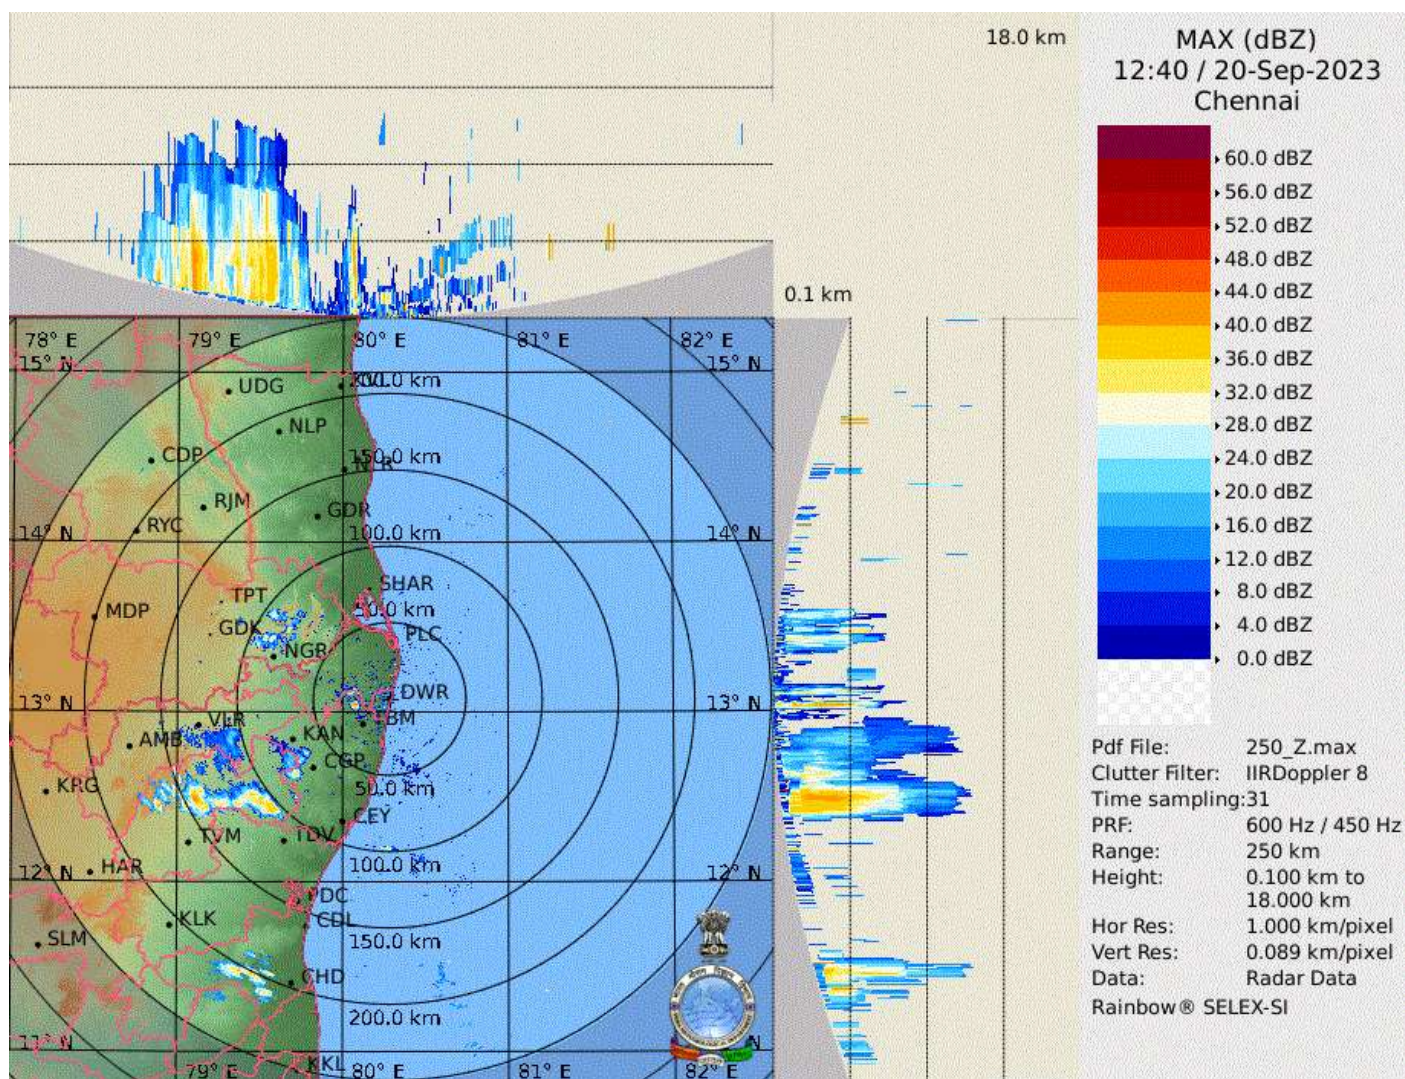 18.0 km
0.1 km
MAX (dBZ)
12:40 / 20-Sep-2023
Chennai
60.0 dBZ
56.0 dBZ
52.0 dBZ
48.0 dBZ
44.0 dBZ
40.0 dBZ
36.0 dBZ
32.0 dBZ
28.0 dBZ
24.0 dBZ
20.0 dBZ
16.0 dBZ
12.0 dBZ
8.0 dBZ
4.0 dBZ
0.0 dBZ
Pdf File: 250_Z.max
Clutter Filter: IIRDoppler 8
Time sampling:31
PRF: 600 Hz / 450 Hz
Range: 250 km
Height: 0.100 km to
18.000 km
Hor Res: 1.000 km/pixel
Vert Res: 0.089 km/pixel
Data: Radar Data
Rainbow® SELEX-SI
78° E 79° E 80° E 81° E 82° E
15° N 15° N
UDG
NLP
CDP
150.0 km
RJM
GDR
RYC
14° N 100.0 km 14° N
SHAR
TPT
50.0 km
MDP
GDK PLC
NGR
DWR
13° N 13° N
VLR
AMB KAN
CGP
KRG 50.0 km
CEY
TVM TDV
HAR 100.0 km
12° N 12° N
PDC
KLK CDL
SLM 150.0 km
CHD
200.0 km
11° N
KKL
79° E 80° E 81° E 82° E